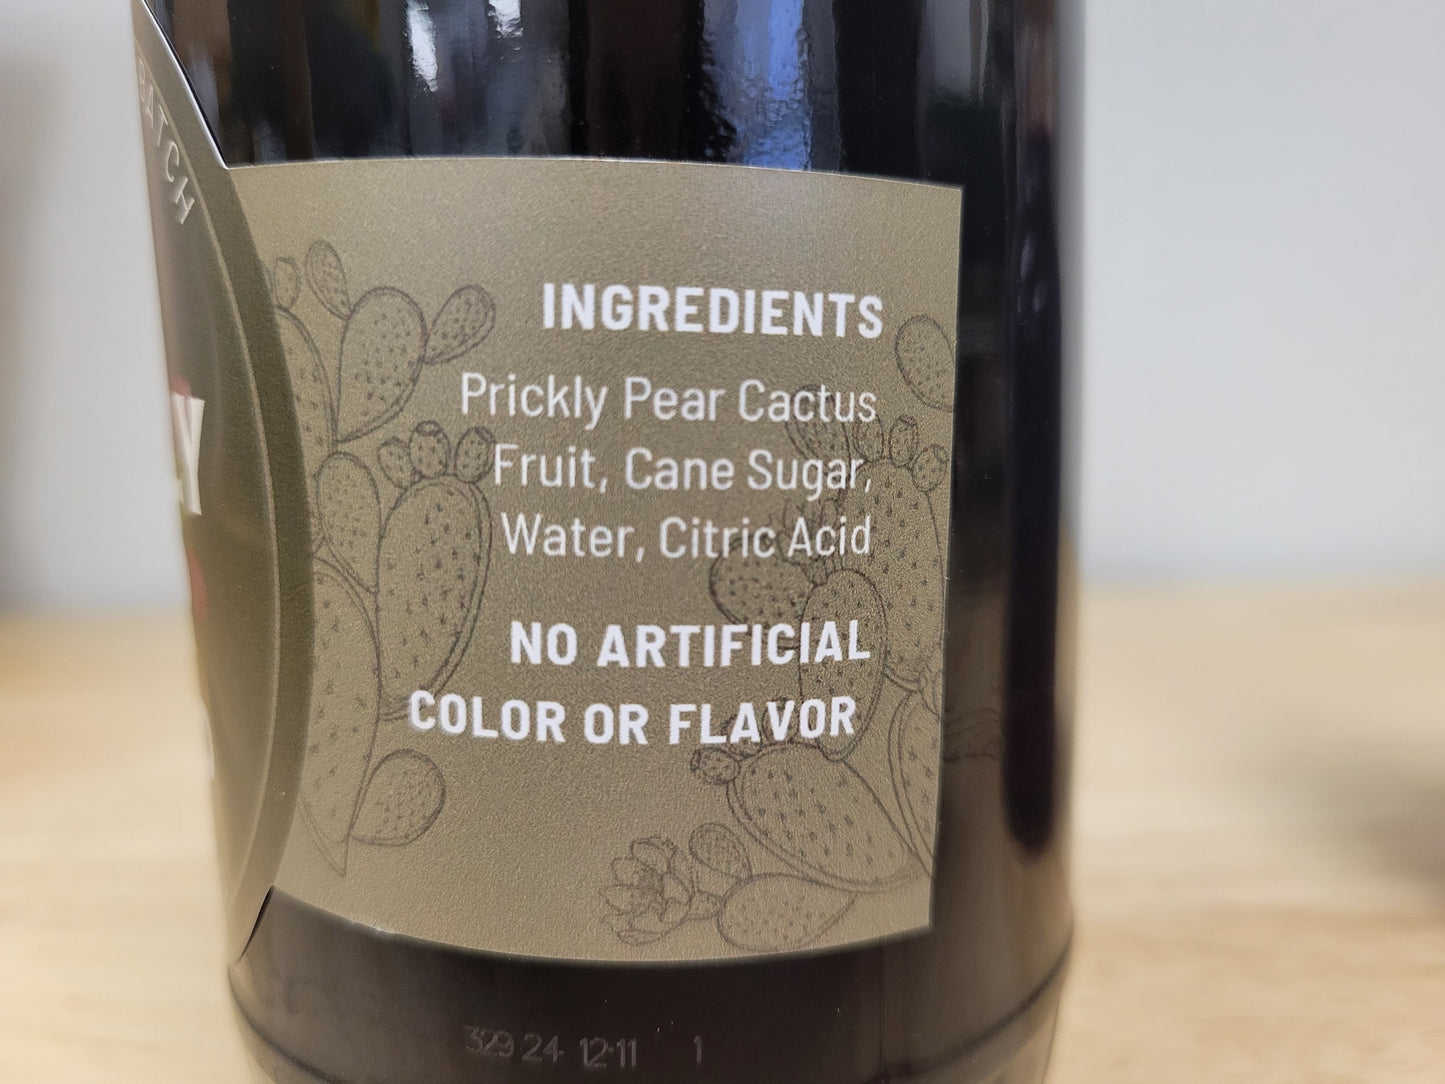 BATCH
Y
INGREDIENTS
Prickly Pear Cactus
Fruit, Cane Sugar,
Water, Citric Acid
NO ARTIFICIAL
COLOR OR FLAVOR
329 24 12:11 1